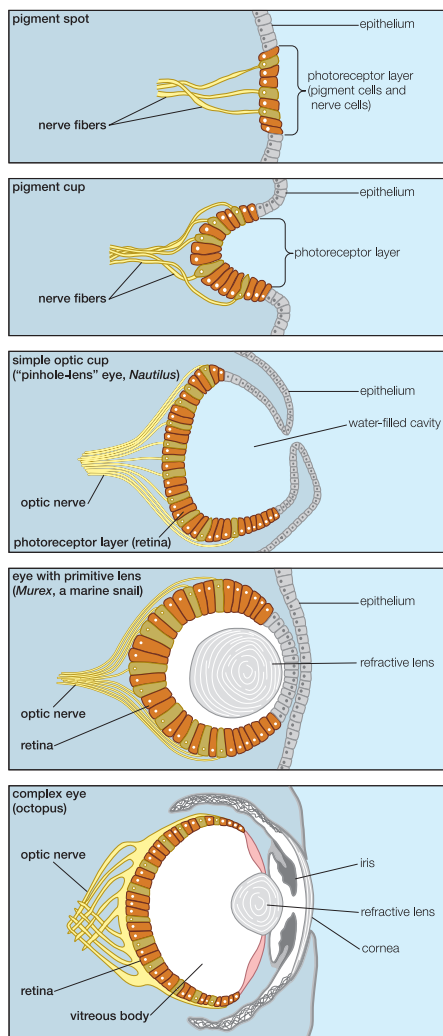 pigment spot
epithelium
photoreceptor layer
(pigment cells and
nerve cells)
nerve fibers
pigment cup
epithelium
photoreceptor layer
nerve fibers
simple optic cup
("pinhole-lens" eye, Nautilus)
epithelium
water-filled cavity
optic nerve
photoreceptor layer (retina)
eye with primitive lens
(Murex, a marine snail)
epithelium
refractive lens
optic nerve
retina
complex eye
(octopus)
optic nerve
iris
refractive lens
cornea
retina
vitreous body